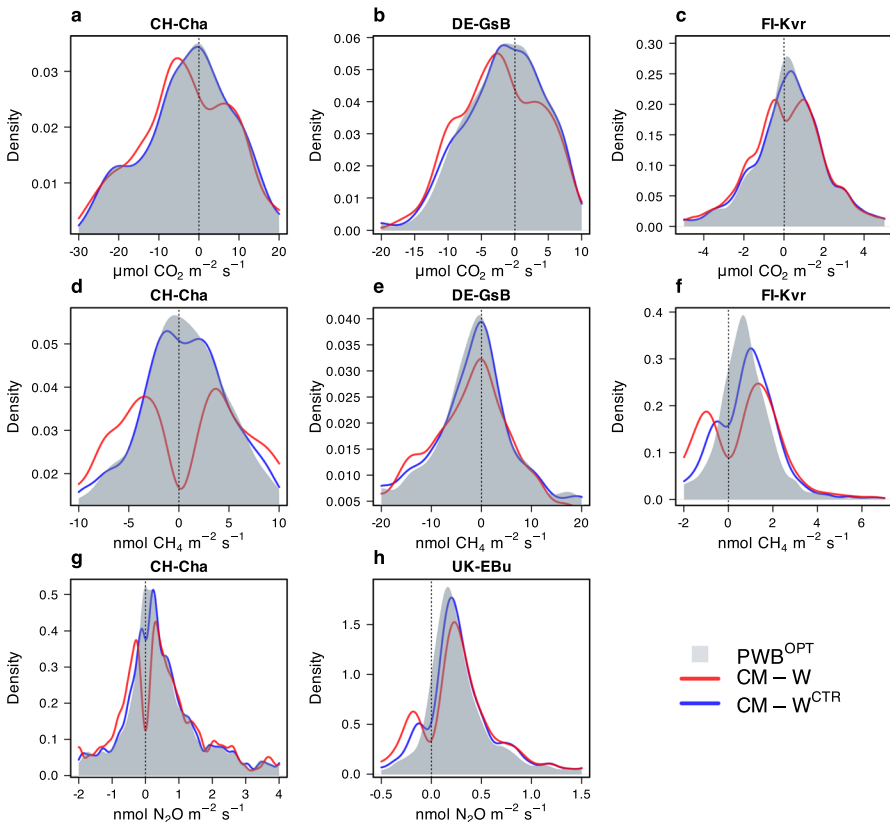 a
CH-Cha
Density
0.03
0.02
0.01
-30 -20 -10 0 10 20
µmol CO₂ m⁻² s⁻¹
b
DE-GsB
Density
0.06
0.05
0.04
0.03
0.02
0.01
0.00
-20 -15 -10 -5 0 5 10
µmol CO₂ m⁻² s⁻¹
c
FI-Kvr
Density
0.30
0.25
0.20
0.15
0.10
0.05
0.00
-4 -2 0 2 4
µmol CO₂ m⁻² s⁻¹
d
CH-Cha
Density
0.05
0.04
0.03
0.02
-10 -5 0 5 10
nmol CH₄ m⁻² s⁻¹
e
DE-GsB
Density
0.040
0.035
0.030
0.025
0.020
0.015
0.010
0.005
-20 -10 0 10 20
nmol CH₄ m⁻² s⁻¹
f
FI-Kvr
Density
0.4
0.3
0.2
0.1
0.0
-2 0 2 4 6
nmol CH₄ m⁻² s⁻¹
g
CH-Cha
Density
0.5
0.4
0.3
0.2
0.1
0.0
-2 -1 0 1 2 3 4
nmol N₂O m⁻² s⁻¹
h
UK-EBu
Density
1.5
1.0
0.5
0.0
-0.5 0.0 0.5 1.0 1.5
nmol N₂O m⁻² s⁻¹
PWB^OPT
CM – W
CM – W^CTR